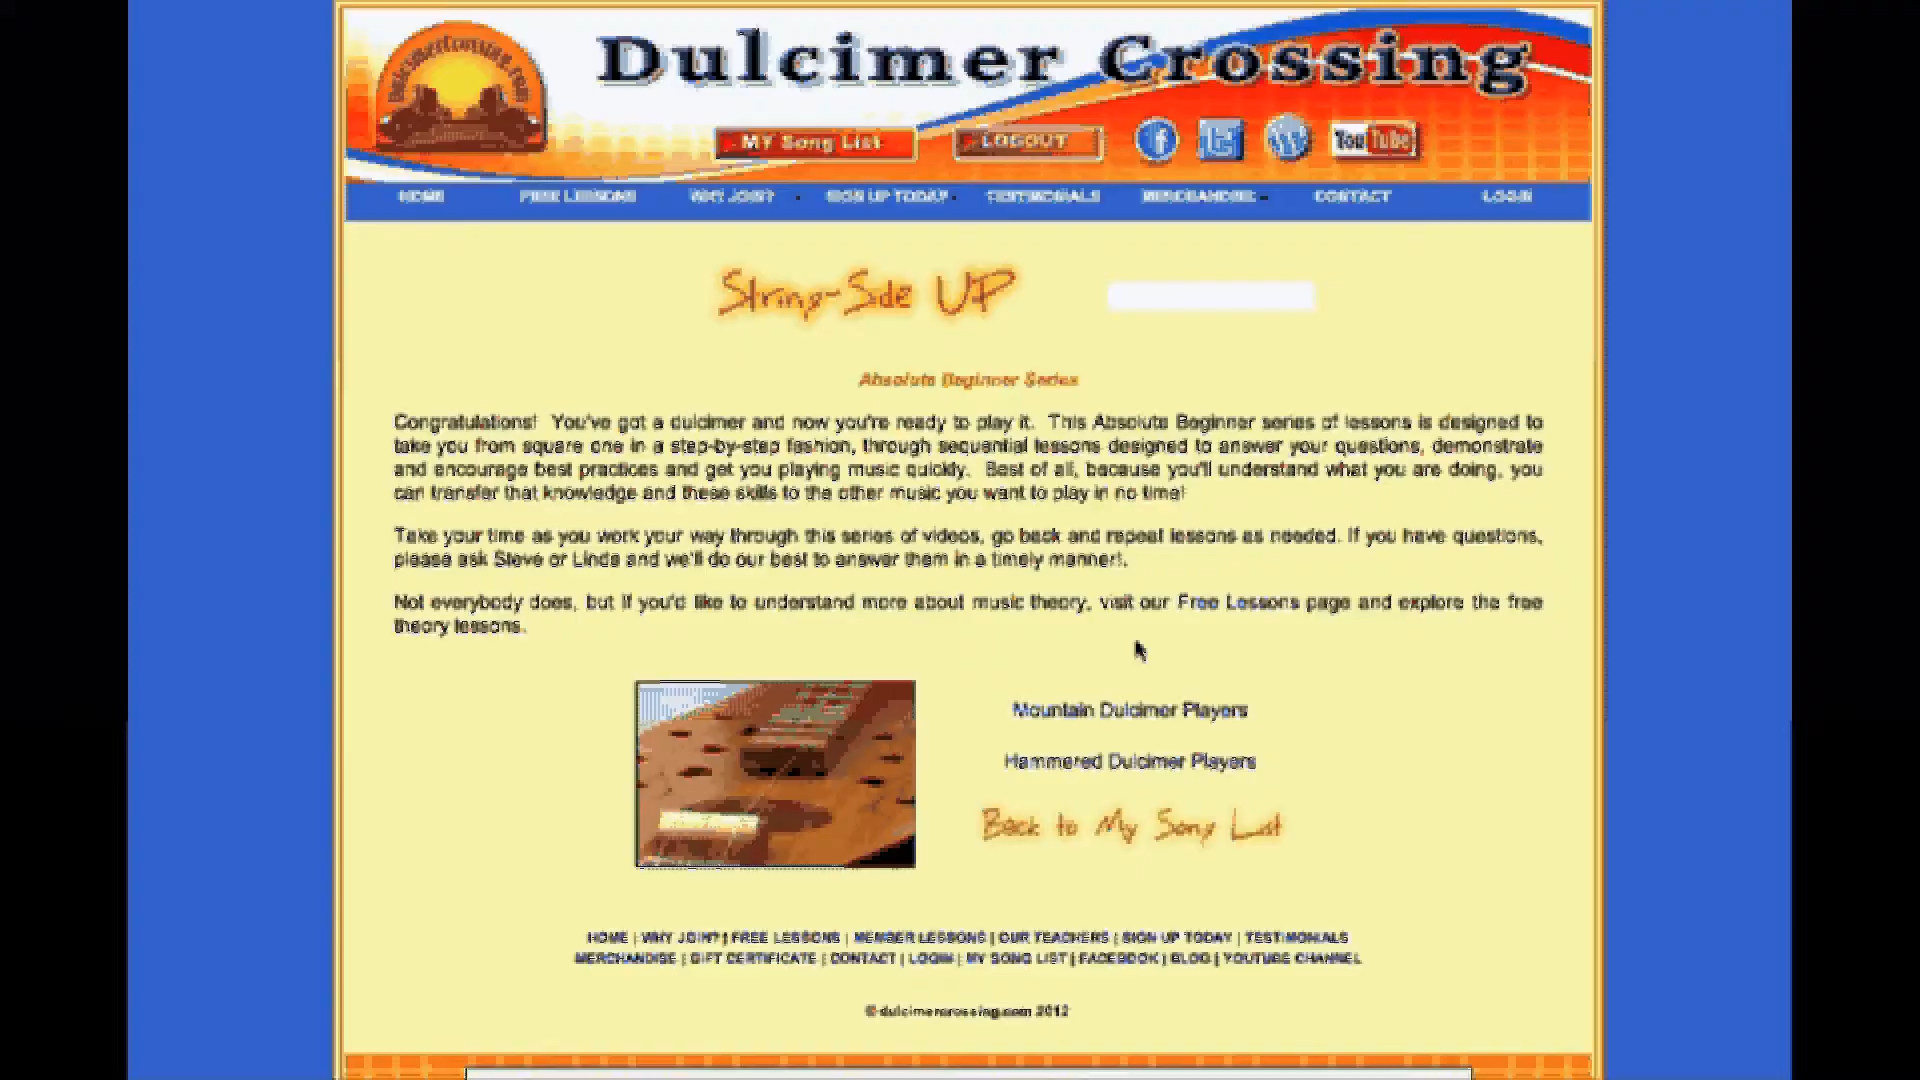 dulcimercrossing.com
Dulcimer Crossing
MY Song List
LOGOUT
You Tube
HOME FREE LESSONS WHY JOIN? SIGN UP TODAY TESTIMONIALS MERCHANDISE CONTACT LOGIN
String-Side UP
Absolute Beginner Series
Congratulations! You've got a dulcimer and now you're ready to play it. This Absolute Beginner series of lessons is designed to
take you from square one in a step-by-step fashion, through sequential lessons designed to answer your questions, demonstrate
and encourage best practices and get you playing music quickly. Best of all, because you'll understand what you are doing, you
can transfer that knowledge and these skills to the other music you want to play in no time!
Take your time as you work your way through this series of videos, go back and repeat lessons as needed. If you have questions,
please ask Steve or Linda and we'll do our best to answer them in a timely manner!.
Not everybody does, but if you'd like to understand more about music theory, visit our Free Lessons page and explore the free
theory lessons.
Mountain Dulcimer Players
Hammered Dulcimer Players
Back to My Song List
HOME | WHY JOIN? | FREE LESSONS | MEMBER LESSONS | OUR TEACHERS | SIGN UP TODAY | TESTIMONIALS
MERCHANDISE | GIFT CERTIFICATE | CONTACT | LOGIN | MY SONG LIST | FACEBOOK | BLOG | YOUTUBE CHANNEL
© dulcimercrossing.com 2012